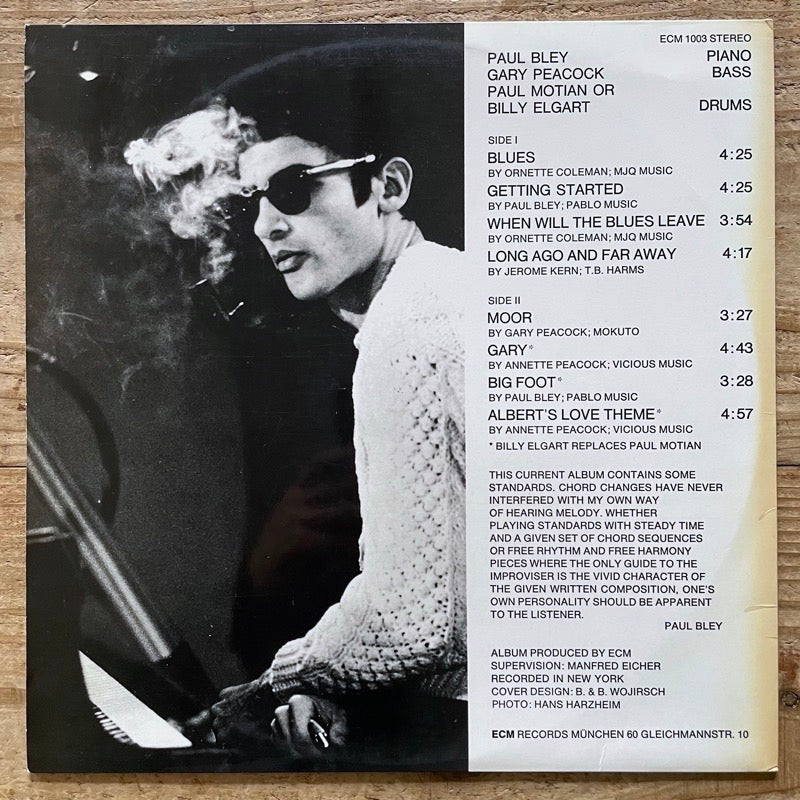 ECM 1003 STEREO
PAUL BLEY PIANO
GARY PEACOCK BASS
PAUL MOTIAN OR
BILLY ELGART DRUMS
SIDE I
BLUES 4:25
BY ORNETTE COLEMAN; MJQ MUSIC
GETTING STARTED 4:25
BY PAUL BLEY; PABLO MUSIC
WHEN WILL THE BLUES LEAVE 3:54
BY ORNETTE COLEMAN; MJQ MUSIC
LONG AGO AND FAR AWAY 4:17
BY JEROME KERN; T.B. HARMS
SIDE II
MOOR 3:27
BY GARY PEACOCK; MOKUTO
GARY* 4:43
BY ANNETTE PEACOCK; VICIOUS MUSIC
BIG FOOT* 3:28
BY PAUL BLEY; PABLO MUSIC
ALBERT'S LOVE THEME* 4:57
BY ANNETTE PEACOCK; VICIOUS MUSIC
* BILLY ELGART REPLACES PAUL MOTIAN
THIS CURRENT ALBUM CONTAINS SOME
STANDARDS. CHORD CHANGES HAVE NEVER
INTERFERED WITH MY OWN WAY
OF HEARING MELODY. WHETHER
PLAYING STANDARDS WITH STEADY TIME
AND A GIVEN SET OF CHORD SEQUENCES
OR FREE RHYTHM AND FREE HARMONY
PIECES WHERE THE ONLY GUIDE TO THE
IMPROVISER IS THE VIVID CHARACTER OF
THE GIVEN WRITTEN COMPOSITION, ONE'S
OWN PERSONALITY SHOULD BE APPARENT
TO THE LISTENER.
PAUL BLEY
ALBUM PRODUCED BY ECM
SUPERVISION: MANFRED EICHER
RECORDED IN NEW YORK
COVER DESIGN: B. & B. WOJIRSCH
PHOTO: HANS HARZHEIM
ECM RECORDS MÜNCHEN 60 GLEICHMANNSTR. 10